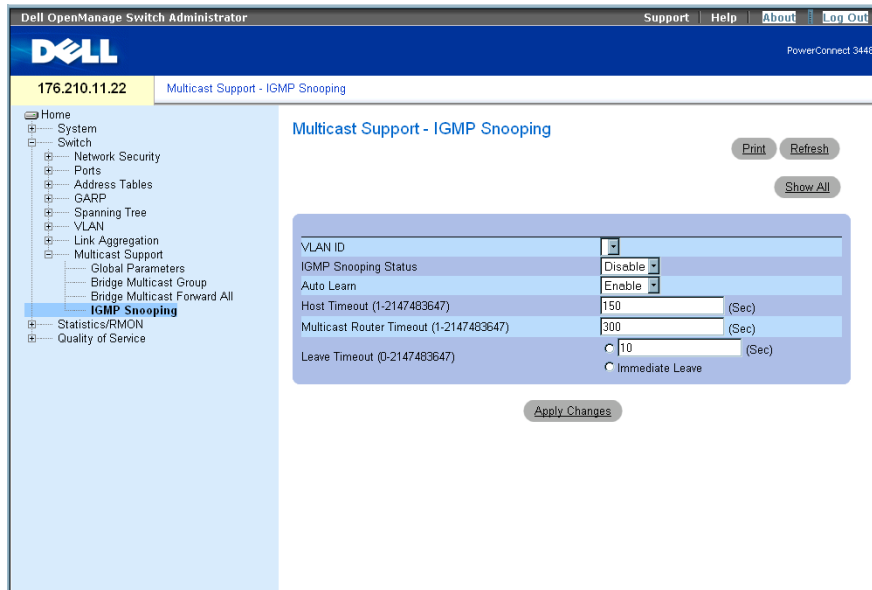 Dell OpenManage Switch Administrator Support Help About Log Out
DELL
PowerConnect 3448
176.210.11.22 Multicast Support - IGMP Snooping
Home
System
Switch
Network Security
Ports
Address Tables
GARP
Spanning Tree
VLAN
Link Aggregation
Multicast Support
Global Parameters
Bridge Multicast Group
Bridge Multicast Forward All
IGMP Snooping
Statistics/RMON
Quality of Service
Multicast Support - IGMP Snooping
Print Refresh
Show All
VLAN ID
IGMP Snooping Status Disable
Auto Learn Enable
Host Timeout (1-2147483647) 150 (Sec)
Multicast Router Timeout (1-2147483647) 300 (Sec)
Leave Timeout (0-2147483647) 10 (Sec)
Immediate Leave
Apply Changes